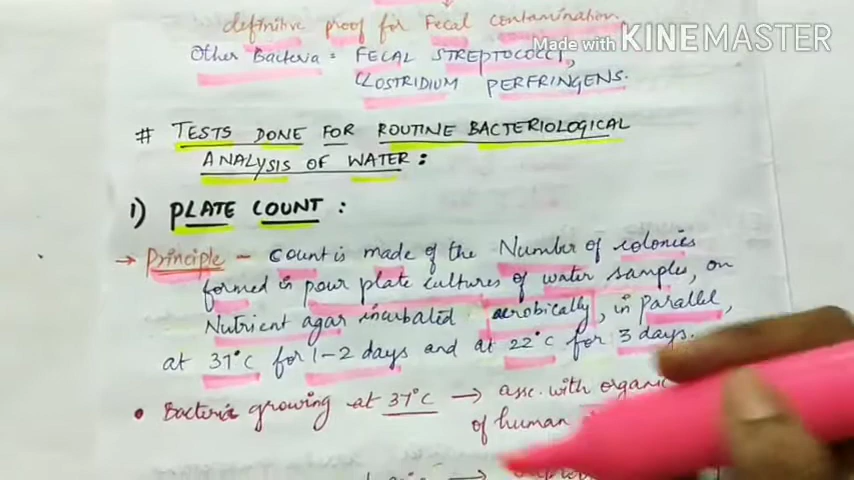 definitive proof for Fecal contamination.
Made with KINEMASTER
Other Bacteria = FECAL STREPTOCOCCI,
CLOSTRIDIUM PERFRINGENS.
# TESTS DONE FOR ROUTINE BACTERIOLOGICAL
ANALYSIS OF WATER :
1) PLATE COUNT :
→ Principle - Count is made of the Number of colonies
formed in pour plate cultures of water samples, on
Nutrient agar incubated aerobically, in parallel,
at 37°C for 1-2 days and at 22°C for 3 days.
• Bacteria growing at 37°C → ass. with organic
of human